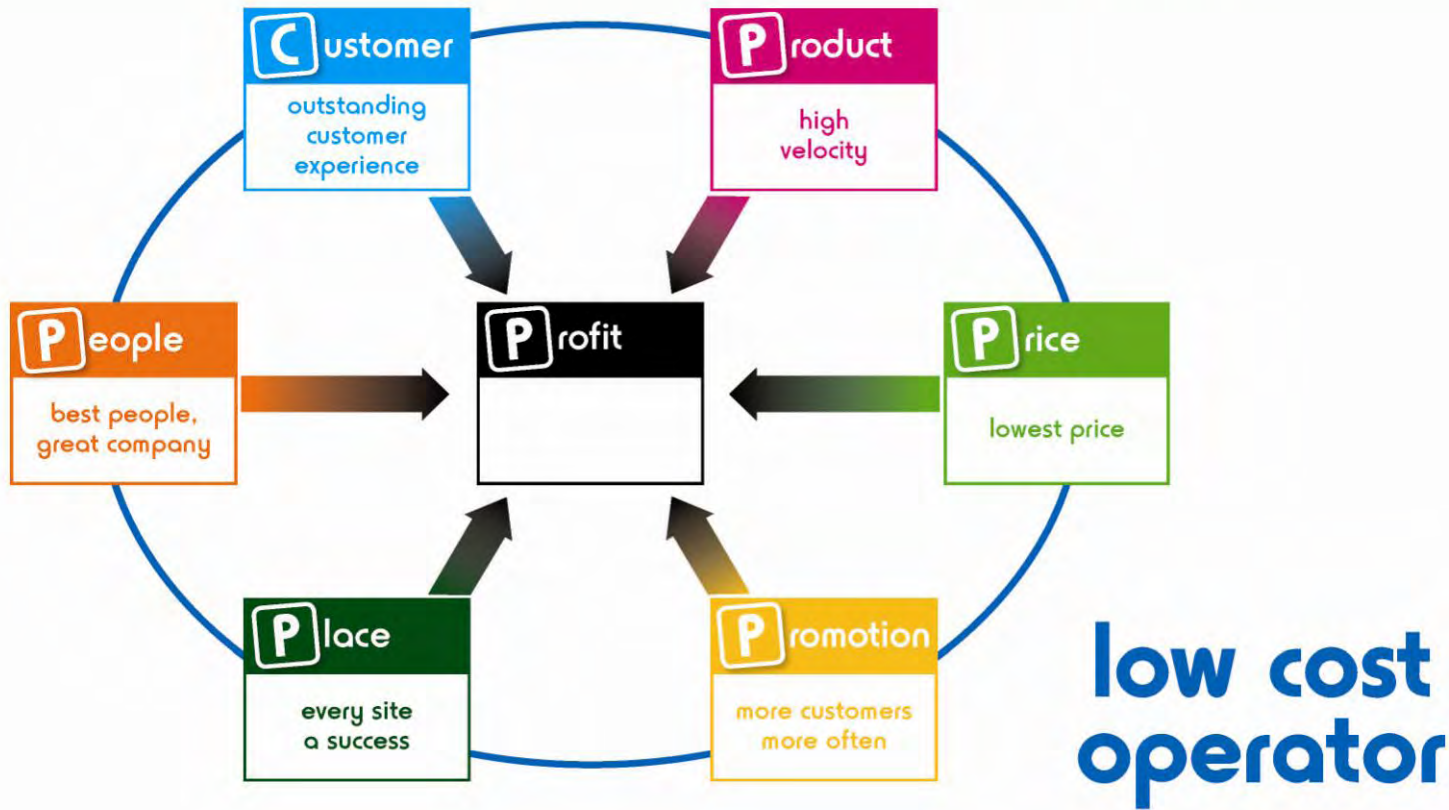 Customer
outstanding
customer
experience
Product
high
velocity
People
best people,
great company
Profit
Price
lowest price
Place
every site
a success
Promotion
more customers
more often
low cost
operator